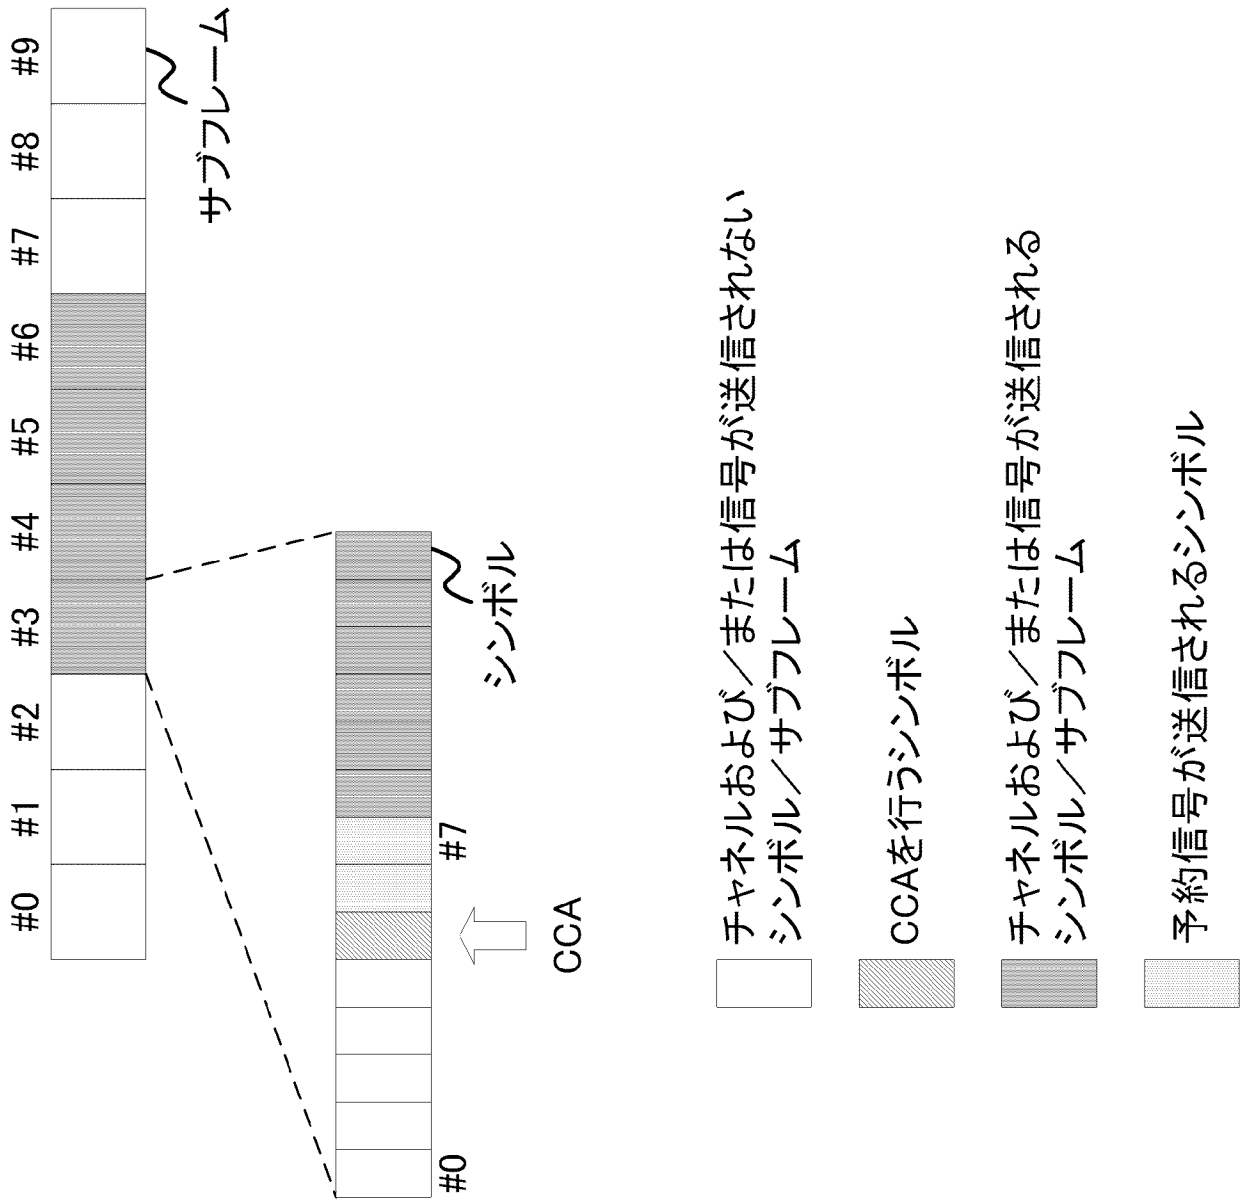 #0 #1 #2 #3 #4 #5 #6 #7 #8 #9
サブフレーム
#0 #7
シンボル
CCA
チャネルおよび／または信号が送信されない
シンボル／サブフレーム
CCAを行うシンボル
チャネルおよび／または信号が送信される
シンボル／サブフレーム
予約信号が送信されるシンボル